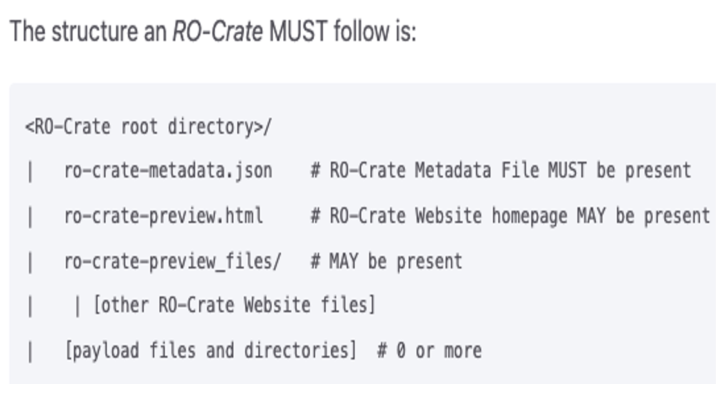 The structure an RO-Crate MUST follow is:
<RO-Crate root directory>/
|   ro-crate-metadata.json    # RO-Crate Metadata File MUST be present
|   ro-crate-preview.html     # RO-Crate Website homepage MAY be present
|   ro-crate-preview_files/   # MAY be present
|    | [other RO-Crate Website files]
|   [payload files and directories]  # 0 or more